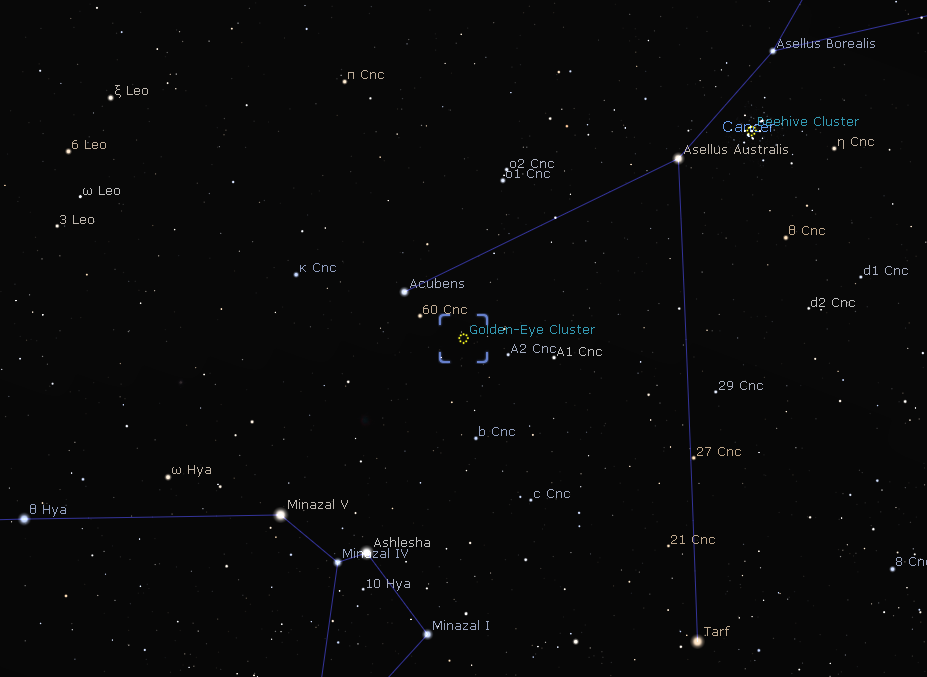 Asellus Borealis
π Cnc
ξ Leo
Beehive Cluster
Cancer
η Cnc
6 Leo
Asellus Australis
ο2 Cnc
ο1 Cnc
ω Leo
3 Leo
θ Cnc
κ Cnc
d1 Cnc
Acubens
d2 Cnc
60 Cnc
Golden-Eye Cluster
A2 Cnc
A1 Cnc
29 Cnc
b Cnc
27 Cnc
ω Hya
c Cnc
Minazal V
θ Hya
21 Cnc
Ashlesha
Minazal IV
8 Cnc
10 Hya
Minazal I
Tarf